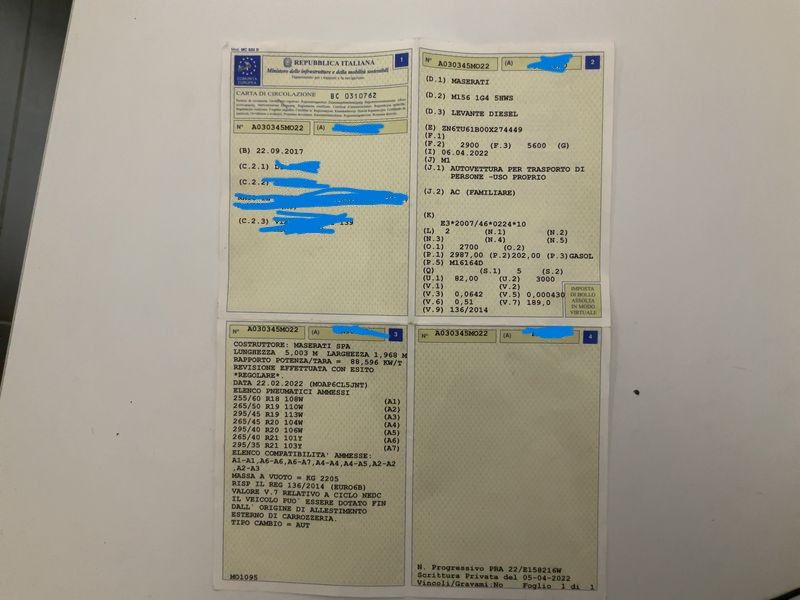 Mod. MC 820 F
REPUBBLICA ITALIANA
1
Ministero delle infrastrutture e della mobilità sostenibili
COMUNITÀ EUROPEA
CARTA DI CIRCOLAZIONE BC 0310762
N° A030345MO22 (A)
(B) 22.09.2017
(C.2.1)
(C.2.2)
(C.2.3) 139
N° A030345MO22 (A) 2
(D.1) MASERATI
(D.2) M156 1G4 5HWS
(D.3) LEVANTE DIESEL
(E) ZN6TU61B00X274449
(F.1)
(F.2) 2900 (F.3) 5600 (G)
(I) 06.04.2022
(J) M1
(J.1) AUTOVETTURA PER TRASPORTO DI
PERSONE -USO PROPRIO
(J.2) AC (FAMILIARE)
(K)
E3*2007/46*0224*10
(L) 2 (N.1) (N.2)
(N.3) (N.4) (N.5)
(O.1) 2700 (O.2)
(P.1) 2987,00 (P.2)202,00 (P.3)GASOL
(P.5) M16164D
(Q) (S.1) 5 (S.2)
(U.1) 82,00 (U.2) 3000
(V.1) (V.2)
(V.3) 0,0642 (V.5) 0,000430
(V.6) 0,51 (V.7) 189,0
(V.9) 136/2014
IMPOSTA
DI BOLLO
ASSOLTA
IN MODO
VIRTUALE
N° A030345MO22 (A) 3
COSTRUTTORE: MASERATI SPA
LUNGHEZZA 5,003 M LARGHEZZA 1,968 M
RAPPORTO POTENZA/TARA = 88,596 KW/T
REVISIONE EFFETTUATA CON ESITO
*REGOLARE*.
DATA 22.02.2022 (MOAP6CL5JNT)
ELENCO PNEUMATICI AMMESSI
255/60 R18 108W (A1)
265/50 R19 110W (A2)
295/45 R19 113W (A3)
265/45 R20 104W (A4)
295/40 R20 106W (A5)
265/40 R21 101Y (A6)
295/35 R21 103Y (A7)
ELENCO COMPATIBILITA' AMMESSE:
A1-A1,A6-A6,A6-A7,A4-A4,A4-A5,A2-A2
,A2-A3
MASSA A VUOTO = KG 2205
RISP IL REG 136/2014 (EURO6B)
VALORE V.7 RELATIVO A CICLO NEDC
IL VEICOLO PUO' ESSERE DOTATO FIN
DALL' ORIGINE DI ALLESTIMENTO
ESTERNO DI CARROZZERIA.
TIPO CAMBIO = AUT
MO1095
N° A030345MO22 (A) 4
N. Progressivo PRA 22/E158216W
Scrittura Privata del 05-04-2022
Vincoli/Gravami:No Foglio 1 di 1